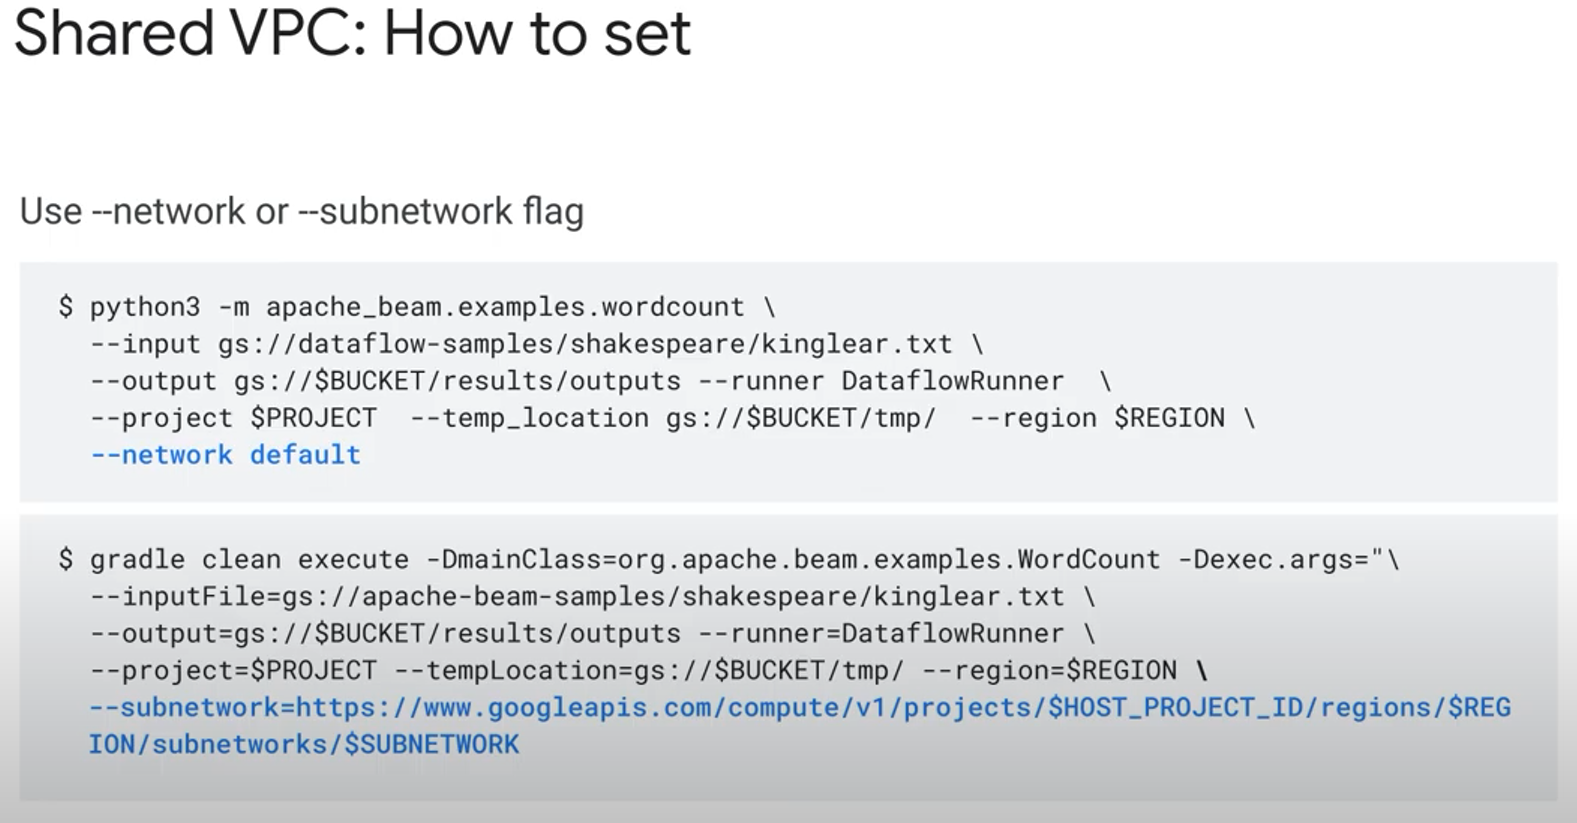 Shared VPC: How to set
Use --network or --subnetwork flag
$ python3 -m apache_beam.examples.wordcount \
--input gs://dataflow-samples/shakespeare/kinglear.txt \
--output gs://$BUCKET/results/outputs --runner DataflowRunner \
--project $PROJECT --temp_location gs://$BUCKET/tmp/ --region $REGION \
--network default
$ gradle clean execute -DmainClass=org.apache.beam.examples.WordCount -Dexec.args="\
--inputFile=gs://apache-beam-samples/shakespeare/kinglear.txt \
--output=gs://$BUCKET/results/outputs --runner=DataflowRunner \
--project=$PROJECT --tempLocation=gs://$BUCKET/tmp/ --region=$REGION \
--subnetwork=https://www.googleapis.com/compute/v1/projects/$HOST_PROJECT_ID/regions/$REG
ION/subnetworks/$SUBNETWORK